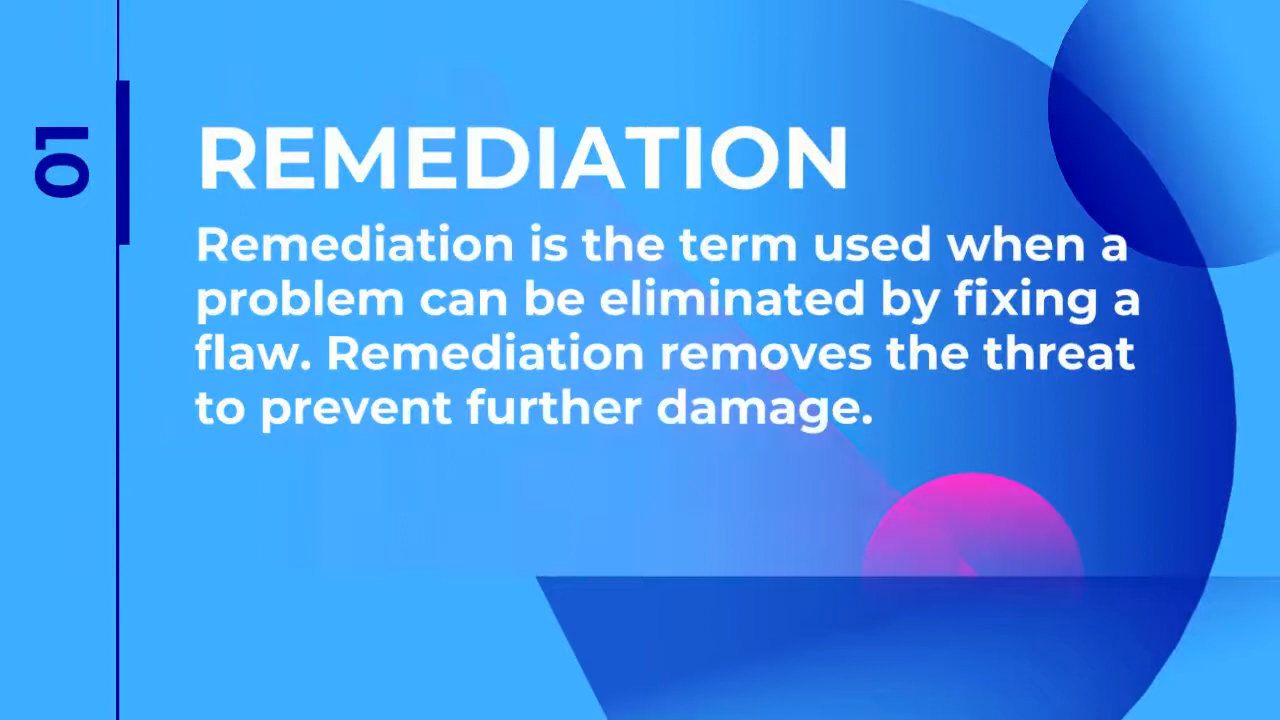 01
REMEDIATION
Remediation is the term used when a
problem can be eliminated by fixing a
flaw. Remediation removes the threat
to prevent further damage.